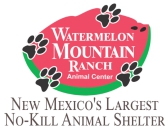 WATERMELON
MOUNTAIN
RANCH
Animal Center
NEW MEXICO'S LARGEST
NO-KILL ANIMAL SHELTER